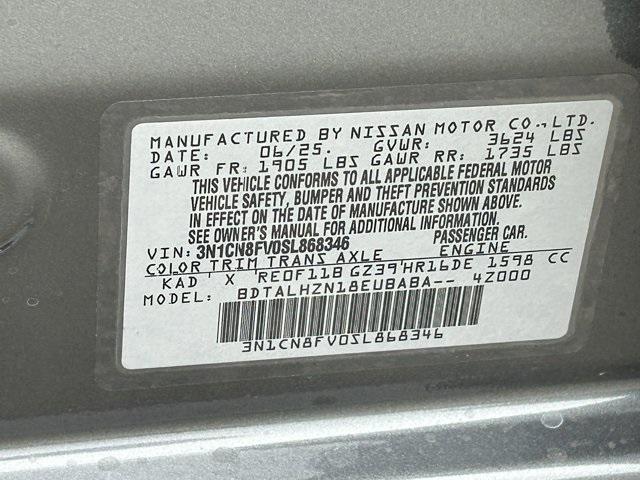 MANUFACTURED BY NISSAN MOTOR CO., LTD.
DATE: 06/25. GVWR: 3624 LBS
GAWR FR: 1905 LBS GAWR RR: 1735 LBS
THIS VEHICLE CONFORMS TO ALL APPLICABLE FEDERAL MOTOR
VEHICLE SAFETY, BUMPER AND THEFT PREVENTION STANDARDS
IN EFFECT ON THE DATE OF MANUFACTURE SHOWN ABOVE.
SEE OWNER'S MANUAL FOR ADDITIONAL INFORMATION.
VIN: 3N1CN8FV0SL868346 PASSENGER CAR.
COLOR TRIM TRANS AXLE ENGINE
KAD X RE0F11B GZ39 HR16DE 1598 CC
MODEL: BDTALHZN18EUBABA-- 4Z000
3N1CN8FV0SL868346